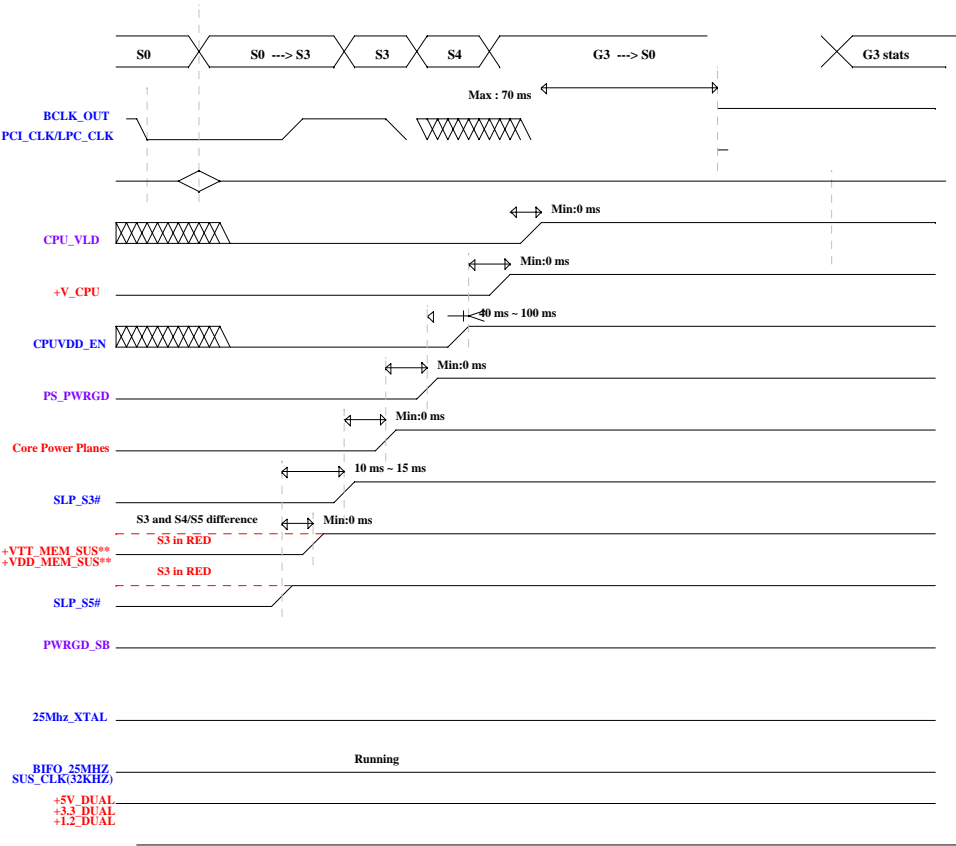 S0 S0 ---> S3 S3 S4 G3 ---> S0 G3 stats
Max : 70 ms
BCLK_OUT
PCI_CLK/LPC_CLK
Min:0 ms
CPU_VLD
Min:0 ms
+V_CPU
40 ms ~ 100 ms
CPUVDD_EN
Min:0 ms
PS_PWRGD
Min:0 ms
Core Power Planes
10 ms ~ 15 ms
SLP_S3#
S3 and S4/S5 difference Min:0 ms
S3 in RED
+VTT_MEM_SUS**
+VDD_MEM_SUS**
S3 in RED
SLP_S5#
PWRGD_SB
25Mhz_XTAL
Running
BIFO_25MHZ
SUS_CLK(32KHZ)
+5V_DUAL
+3.3_DUAL
+1.2_DUAL